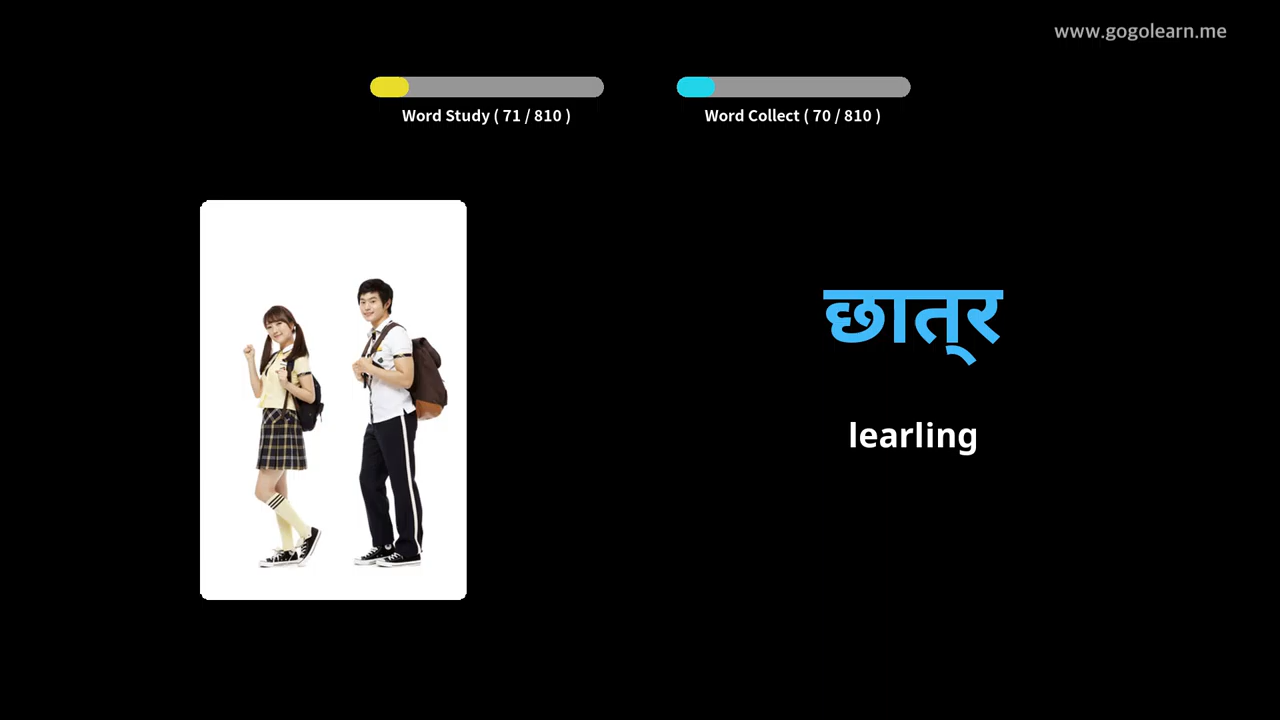 www.gogolearn.me
Word Study ( 71 / 810 )
Word Collect ( 70 / 810 )
छात्‌र
learling